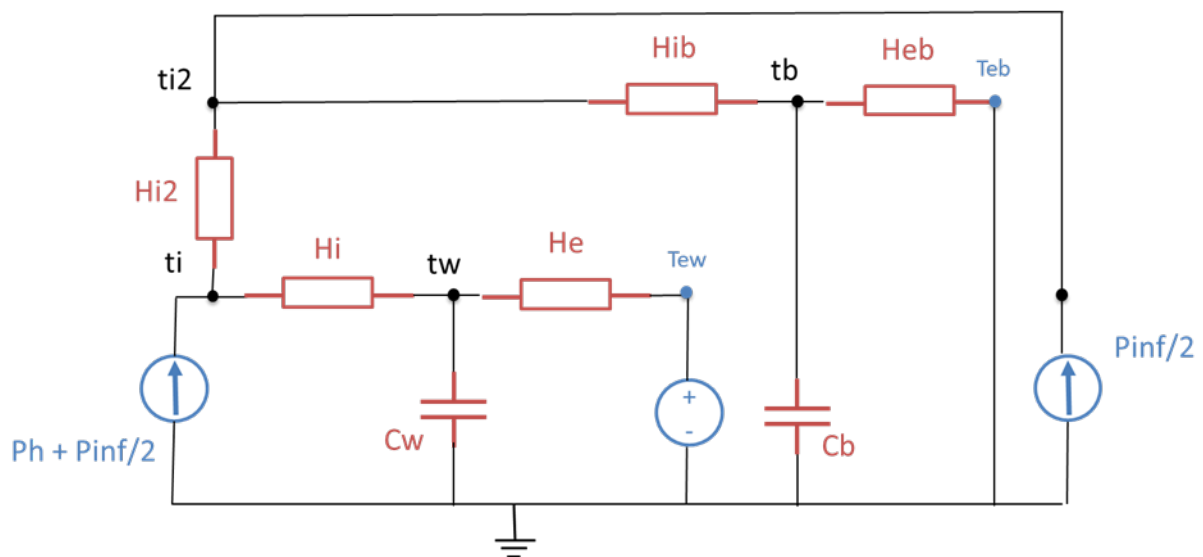 Hib
Heb
ti2
tb
Teb
Hi2
ti
Hi
tw
He
Tew
Pinf/2
+
-
Ph + Pinf/2
Cw
Cb